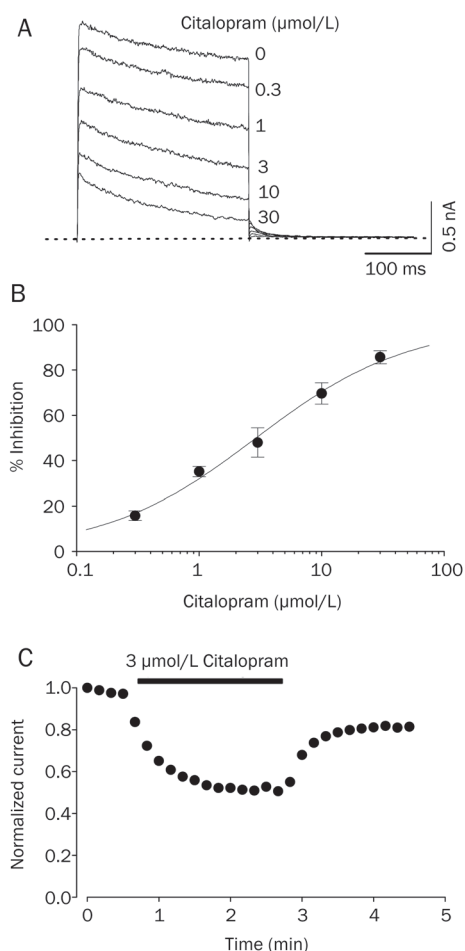 A
Citalopram (µmol/L)
0
0.3
1
3
10
30
0.5 nA
100 ms
B
100
80
60
40
20
0
% Inhibition
0.1
1
10
100
Citalopram (µmol/L)
C
3 µmol/L Citalopram
1.0
0.8
0.6
0.4
0.2
0.0
Normalized current
0
1
2
3
4
5
Time (min)